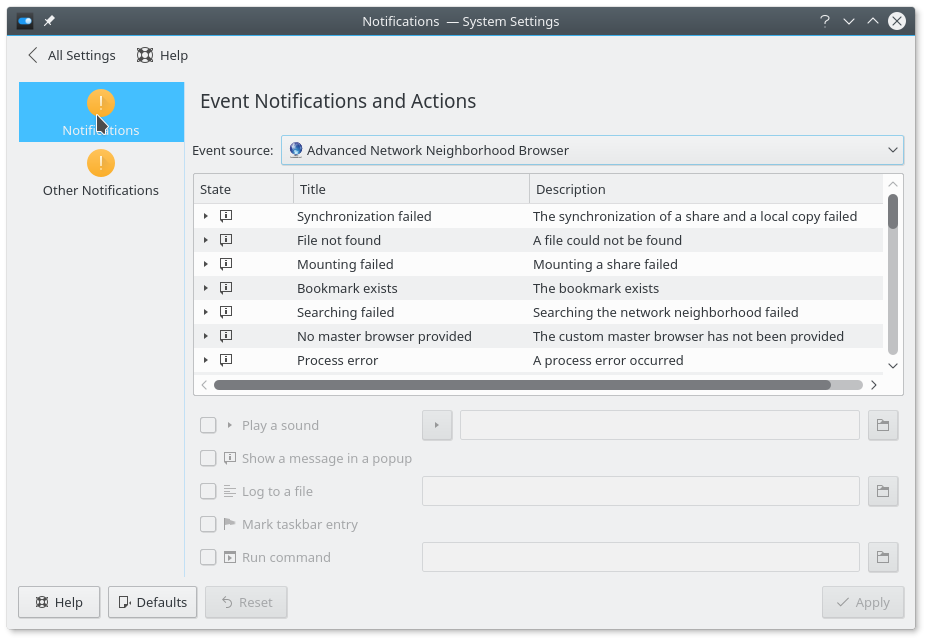 Notifications — System Settings
All Settings Help
Notifications
Other Notifications
Event Notifications and Actions
Event source: Advanced Network Neighborhood Browser
State Title Description
Synchronization failed The synchronization of a share and a local copy failed
File not found A file could not be found
Mounting failed Mounting a share failed
Bookmark exists The bookmark exists
Searching failed Searching the network neighborhood failed
No master browser provided The custom master browser has not been provided
Process error A process error occurred
Play a sound
Show a message in a popup
Log to a file
Mark taskbar entry
Run command
Help Defaults Reset Apply